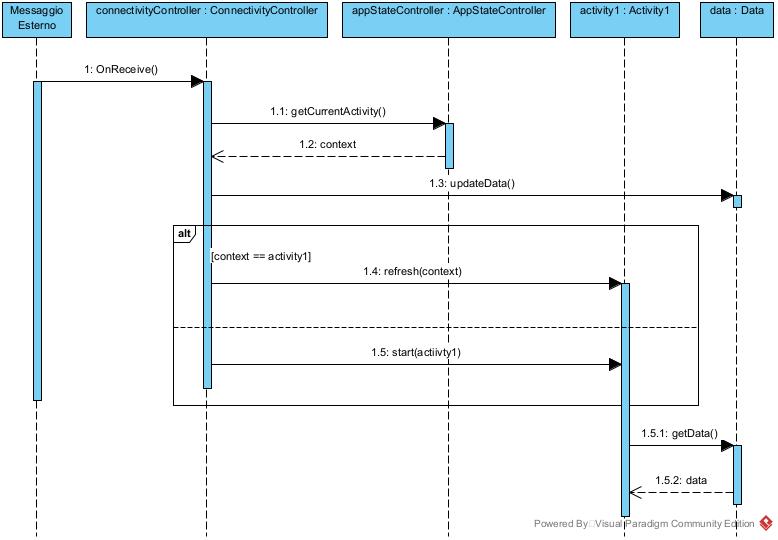 Messaggio
Esterno
connectivityController : ConnectivityController
appStateController : AppStateController
activity1 : Activity1
data : Data
1: OnReceive()
1.1: getCurrentActivity()
1.2: context
1.3: updateData()
alt
[context == activity1]
1.4: refresh(context)
1.5: start(actiivty1)
1.5.1: getData()
1.5.2: data
Powered By Visual Paradigm Community Edition